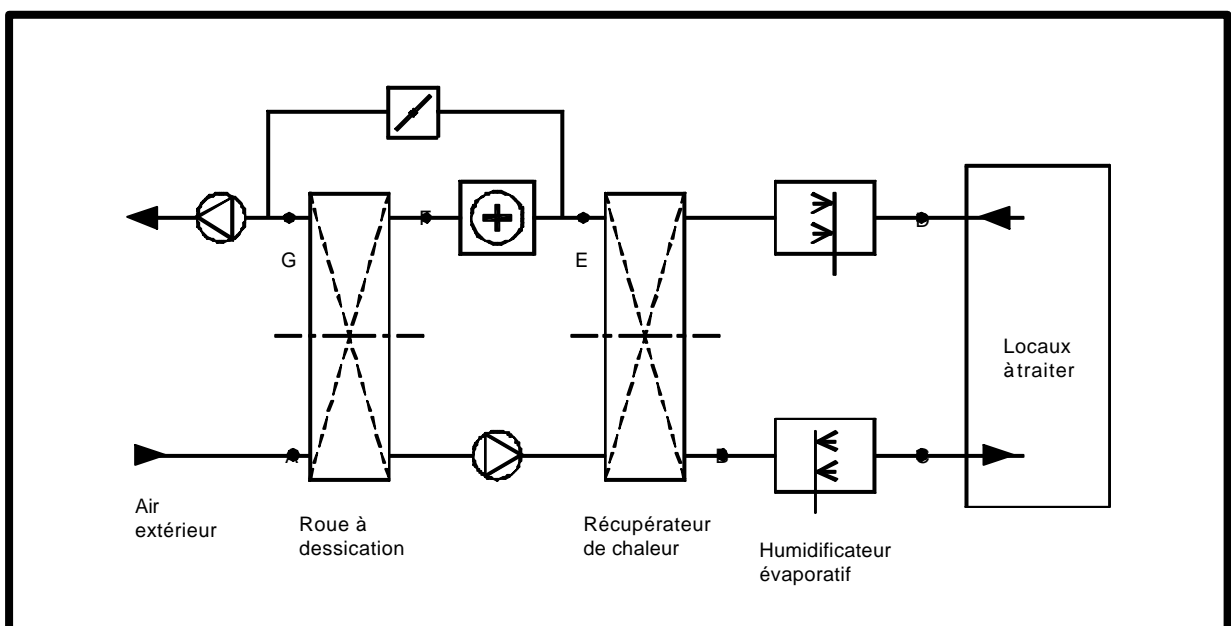 F
D
G
E
Locaux
à traiter
A
B
C
Air
extérieur
Roue à
dessication
Récupérateur
de chaleur
Humidificateur
évaporatif